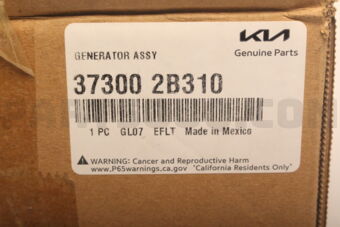 KIA
Genuine Parts
GENERATOR ASSY
37300 2B310
1 PC GL07 EFLT Made in Mexico
WARNING: Cancer and Reproductive Harm
www.P65warnings.ca.gov "California Residents Only"